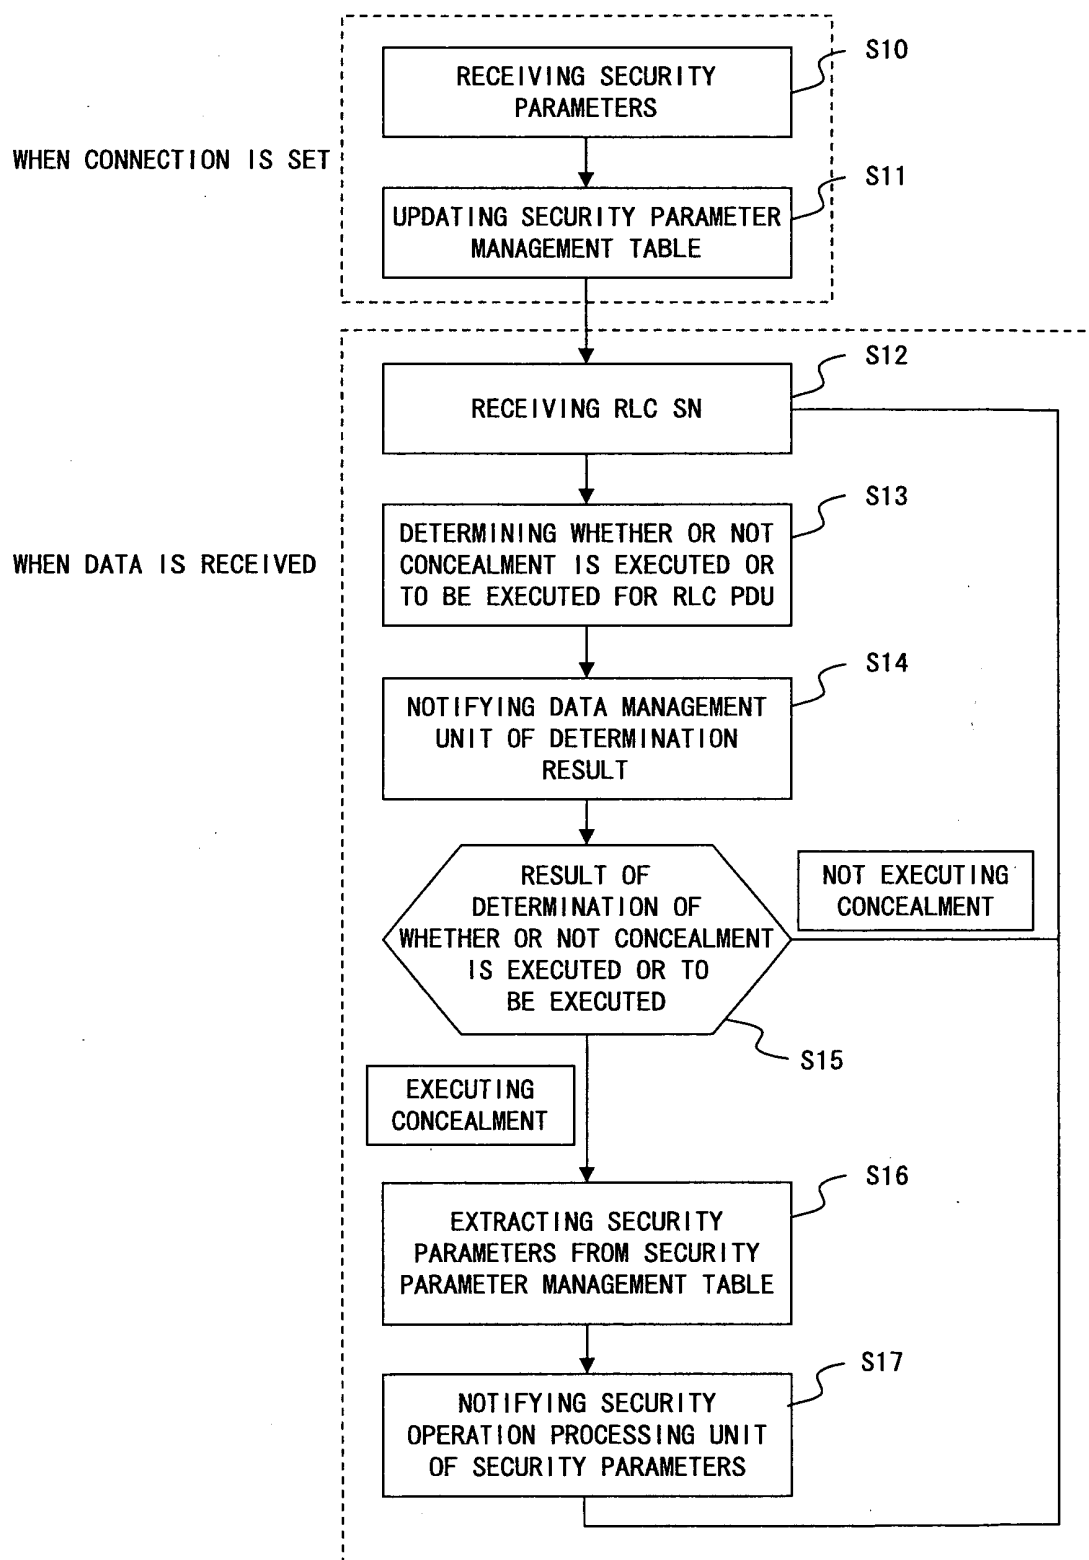 S10
RECEIVING SECURITY
PARAMETERS
WHEN CONNECTION IS SET
S11
UPDATING SECURITY PARAMETER
MANAGEMENT TABLE
S12
RECEIVING RLC SN
S13
DETERMINING WHETHER OR NOT
CONCEALMENT IS EXECUTED OR
TO BE EXECUTED FOR RLC PDU
WHEN DATA IS RECEIVED
S14
NOTIFYING DATA MANAGEMENT
UNIT OF DETERMINATION
RESULT
RESULT OF
DETERMINATION OF
WHETHER OR NOT CONCEALMENT
IS EXECUTED OR TO
BE EXECUTED
NOT EXECUTING
CONCEALMENT
S15
EXECUTING
CONCEALMENT
S16
EXTRACTING SECURITY
PARAMETERS FROM SECURITY
PARAMETER MANAGEMENT TABLE
S17
NOTIFYING SECURITY
OPERATION PROCESSING UNIT
OF SECURITY PARAMETERS